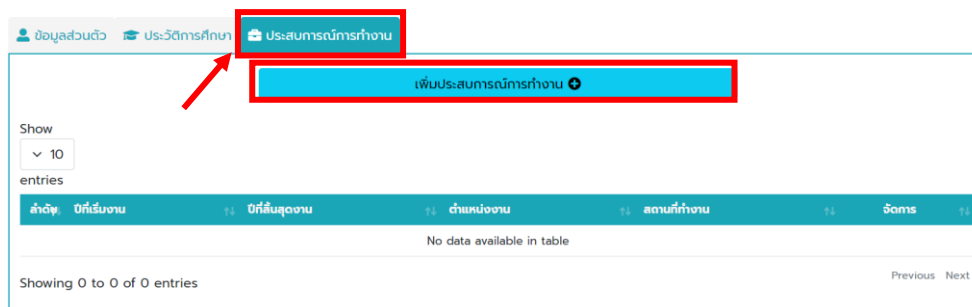 ข้อมูลส่วนตัว ประวัติการศึกษา ประสบการณ์การทำงาน
เพิ่มประสบการณ์การทำงาน
Show
10
entries
ลำดับ ปีที่เริ่มงาน ปีที่สิ้นสุดงาน ตำแหน่งงาน สถานที่ทำงาน จัดการ
No data available in table
Showing 0 to 0 of 0 entries
Previous Next